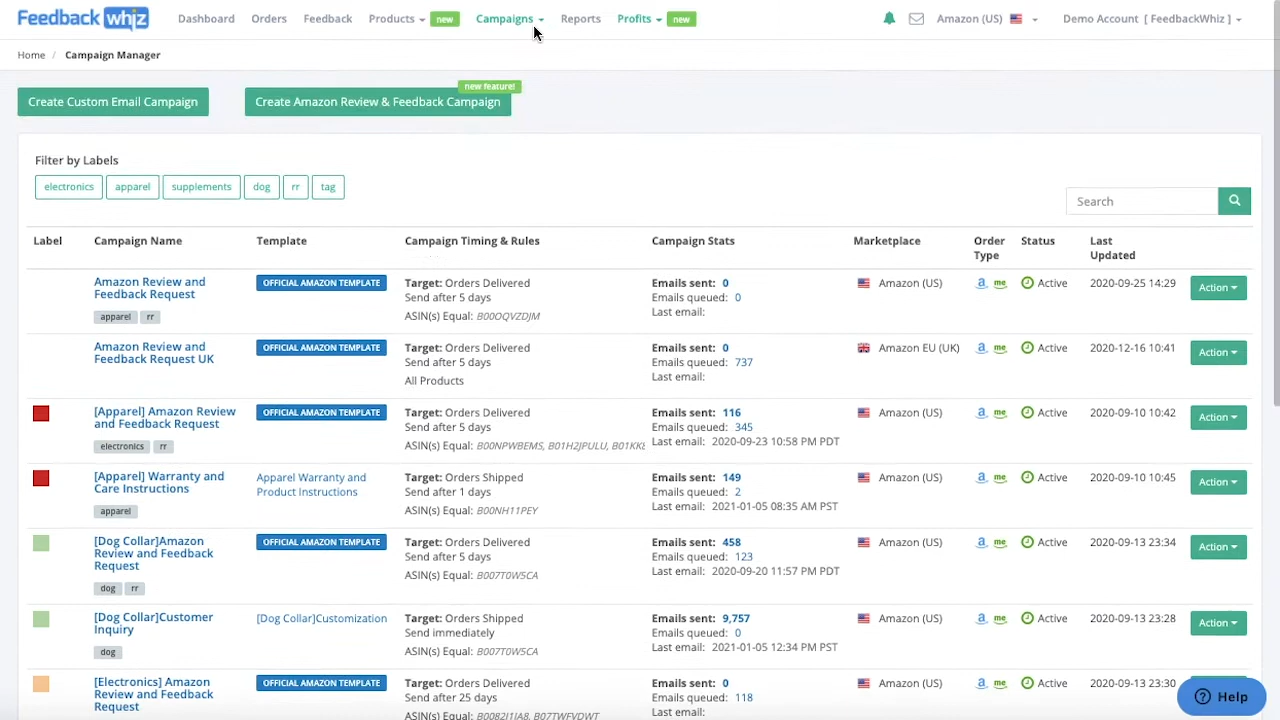 Feedback whiz
Dashboard Orders Feedback Products new Campaigns Reports Profits new Amazon (US) Demo Account [ FeedbackWhiz ]
Home / Campaign Manager
new feature!
Create Custom Email Campaign Create Amazon Review & Feedback Campaign
Filter by Labels
electronics apparel supplements dog rr tag
Search
Label Campaign Name Template Campaign Timing & Rules Campaign Stats Marketplace Order Type Status Last Updated
Amazon Review and Feedback Request
apparel rr
OFFICIAL AMAZON TEMPLATE
Target: Orders Delivered
Send after 5 days
ASIN(s) Equal: B00OQVZDJM
Emails sent: 0
Emails queued: 0
Last email:
Amazon (US) a me Active 2020-09-25 14:29 Action
Amazon Review and Feedback Request UK
OFFICIAL AMAZON TEMPLATE
Target: Orders Delivered
Send after 5 days
All Products
Emails sent: 0
Emails queued: 737
Last email:
Amazon EU (UK) a me Active 2020-12-16 10:41 Action
[Apparel] Amazon Review and Feedback Request
electronics rr
OFFICIAL AMAZON TEMPLATE
Target: Orders Delivered
Send after 5 days
ASIN(s) Equal: B00NPWBEMS, B01H2JPULU, B01KKE
Emails sent: 116
Emails queued: 345
Last email: 2020-09-23 10:58 PM PDT
Amazon (US) a me Active 2020-09-10 10:42 Action
[Apparel] Warranty and Care Instructions
apparel
Apparel Warranty and Product Instructions
Target: Orders Shipped
Send after 1 days
ASIN(s) Equal: B00NH11PEY
Emails sent: 149
Emails queued: 2
Last email: 2021-01-05 08:35 AM PST
Amazon (US) a me Active 2020-09-10 10:45 Action
[Dog Collar]Amazon Review and Feedback Request
dog rr
OFFICIAL AMAZON TEMPLATE
Target: Orders Delivered
Send after 5 days
ASIN(s) Equal: B007T0W5CA
Emails sent: 458
Emails queued: 123
Last email: 2020-09-20 11:57 PM PDT
Amazon (US) a me Active 2020-09-13 23:34 Action
[Dog Collar]Customer Inquiry
dog
[Dog Collar]Customization
Target: Orders Shipped
Send immediately
ASIN(s) Equal: B007T0W5CA
Emails sent: 9,757
Emails queued: 0
Last email: 2021-01-05 12:34 PM PST
Amazon (US) a me Active 2020-09-13 23:28 Action
[Electronics] Amazon Review and Feedback Request
OFFICIAL AMAZON TEMPLATE
Target: Orders Delivered
Send after 25 days
ASIN(s) Equal: B0082J1IA8, B07TWFVDWT
Emails sent: 0
Emails queued: 118
Last email:
Amazon (US) a me Active 2020-09-13 23:30
Help